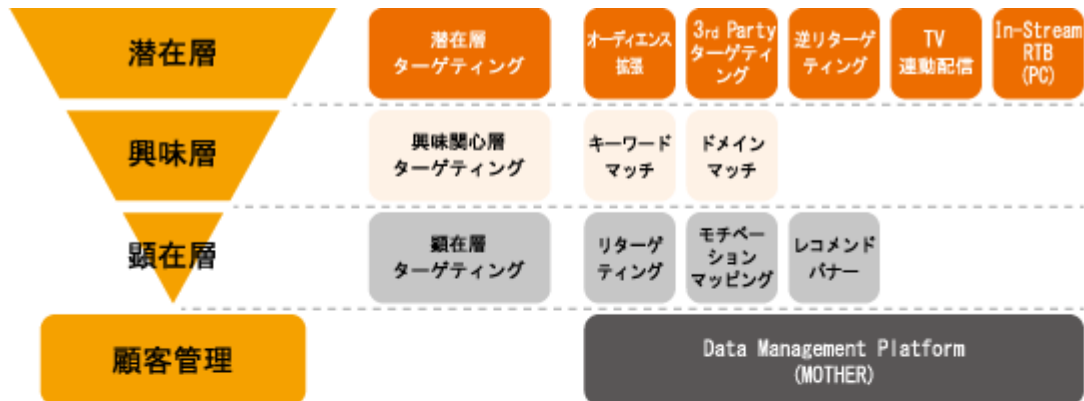 潜在層
潜在層
ターゲティング
オーディエンス
拡張
3rd Party
ターゲティ
ング
逆リターゲ
ティング
TV
連動配信
In-Stream
RTB
(PC)
興味層
興味関心層
ターゲティング
キーワード
マッチ
ドメイン
マッチ
顕在層
顕在層
ターゲティング
リターゲ
ティング
モチベー
ション
マッピング
レコメンド
バナー
顧客管理
Data Management Platform
(MOTHER)